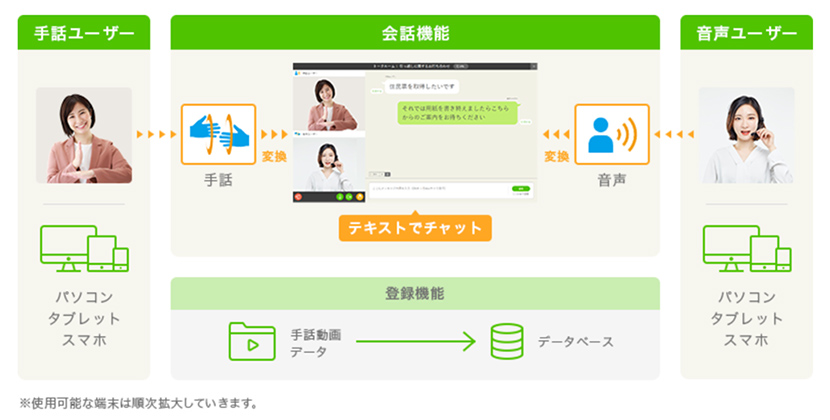 手話ユーザー
会話機能
音声ユーザー
住民票を取得したいです
それでは用紙を書き終えましたらこちら
からのご案内をお待ちください
変換
変換
手話
音声
テキストでチャット
パソコン
タブレット
スマホ
登録機能
手話動画
データ
データベース
パソコン
タブレット
スマホ
※使用可能な端末は順次拡大していきます。